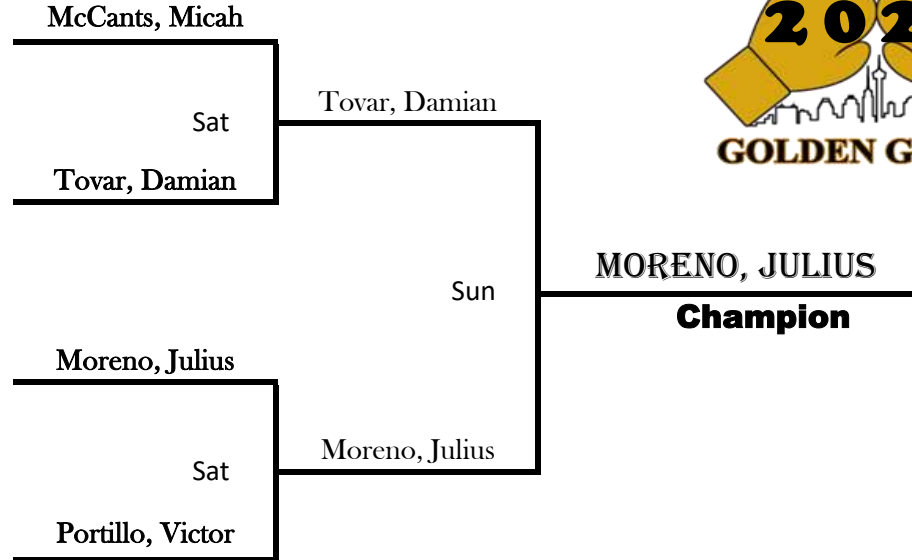 McCants, Micah
202
Sat
Tovar, Damian
GOLDEN G
Tovar, Damian
Sun
MORENO, JULIUS
Champion
Moreno, Julius
Sat
Moreno, Julius
Portillo, Victor